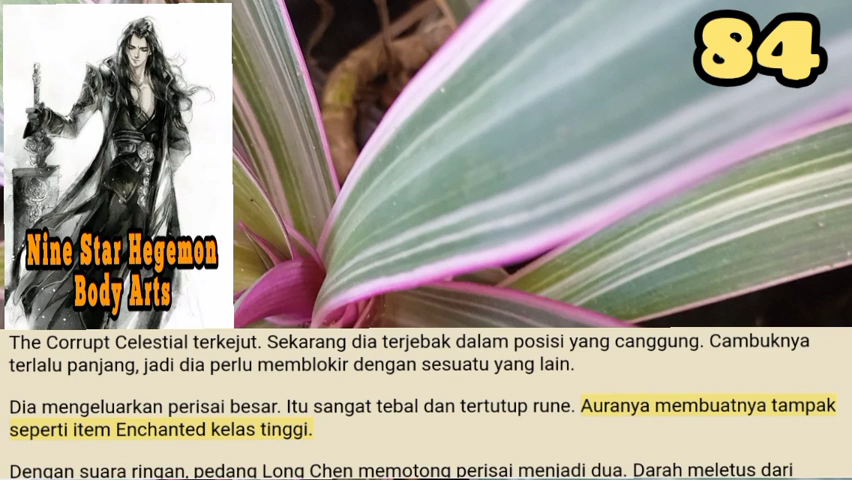 84
Nine Star Hegemon
Body Arts
The Corrupt Celestial terkejut. Sekarang dia terjebak dalam posisi yang canggung. Cambuknya
terlalu panjang, jadi dia perlu memblokir dengan sesuatu yang lain.
Dia mengeluarkan perisai besar. Itu sangat tebal dan tertutup rune. Auranya membuatnya tampak
seperti item Enchanted kelas tinggi.
Dengan suara ringan, pedang Long Chen memotong perisai menjadi dua. Darah meletus dari